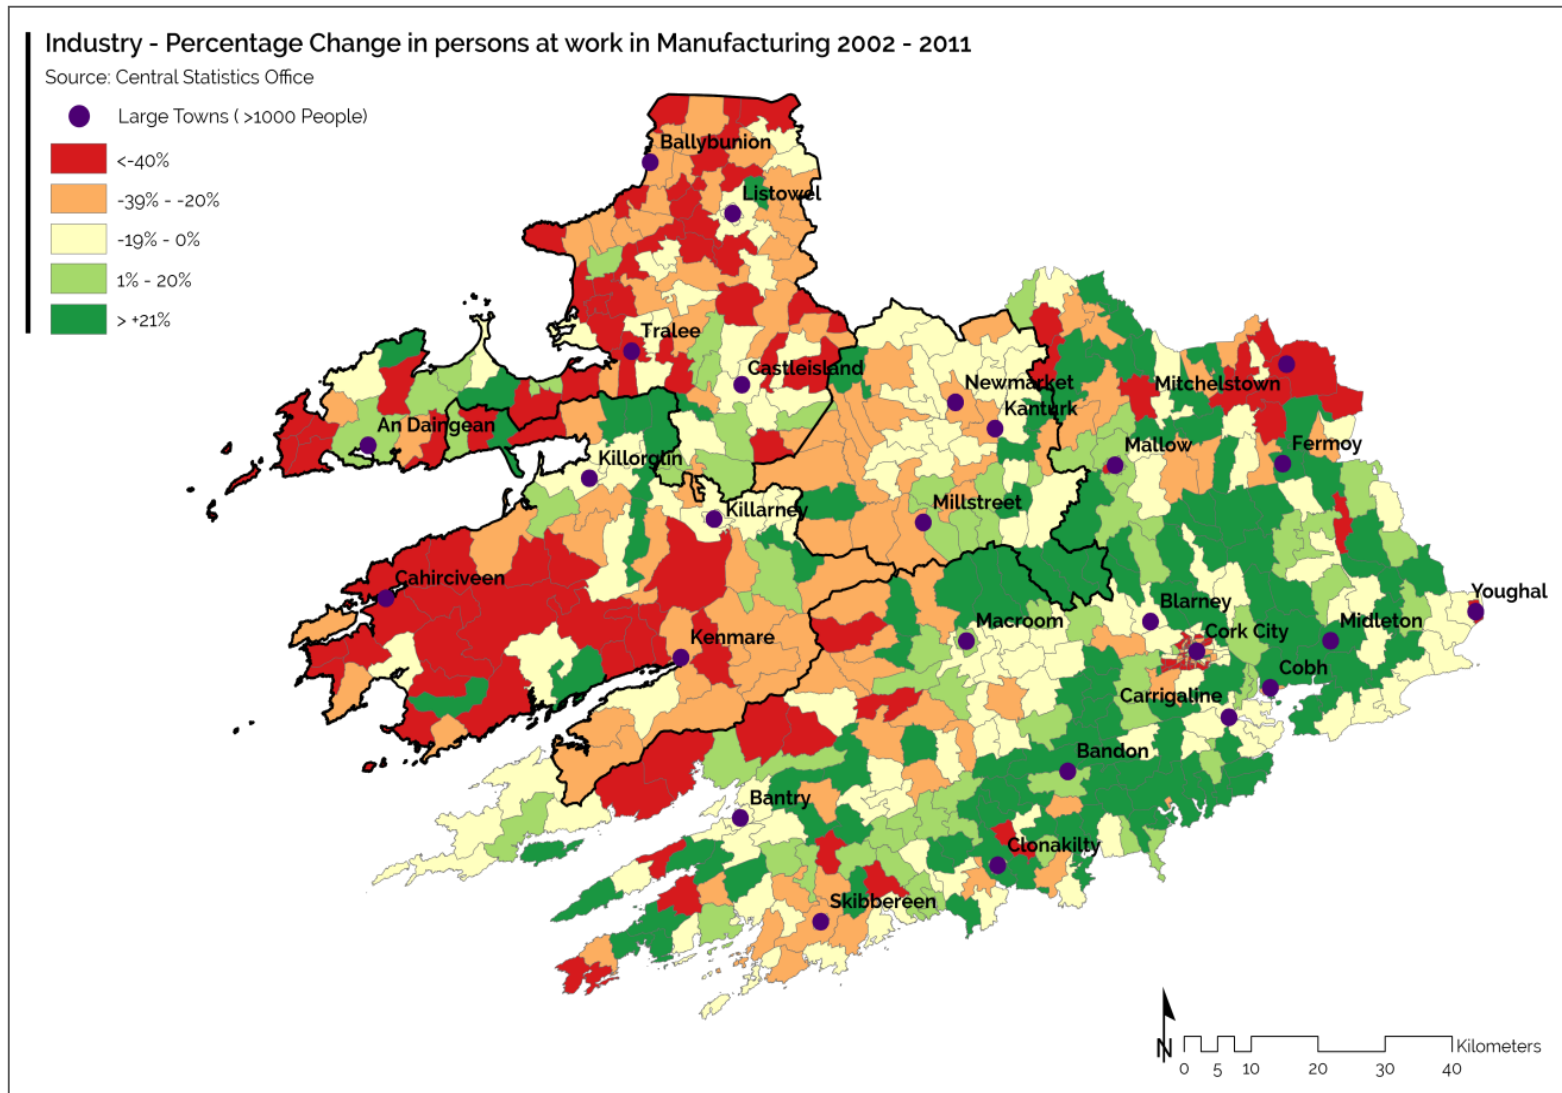 Industry - Percentage Change in persons at work in Manufacturing 2002 - 2011
Source: Central Statistics Office
Large Towns ( >1000 People)
<-40%
-39% - -20%
-19% - 0%
1% - 20%
> +21%
Ballybunion
Listowel
Tralee
Castleisland
Newmarket
Mitchelstown
Kanturk
An Daingean
Mallow
Fermoy
Killorglin
Millstreet
Killarney
Cahirciveen
Youghal
Blarney
Macroom
Midleton
Cork City
Kenmare
Cobh
Carrigaline
Bandon
Bantry
Clonakilty
Skibbereen
N
Kilometers
0 5 10 20 30 40